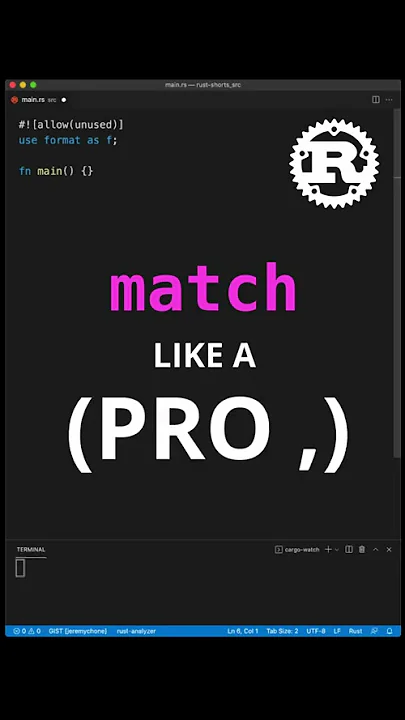 main.rs — rust-shorts_src
main.rs src
#![allow(unused)]
use format as f;
fn main() {}
R
match
LIKE A
(PRO ,)
TERMINAL
cargo-watch
0 0 GIST [jeremychone] rust-analyzer Ln 6, Col 1 Tab Size: 2 UTF-8 LF Rust